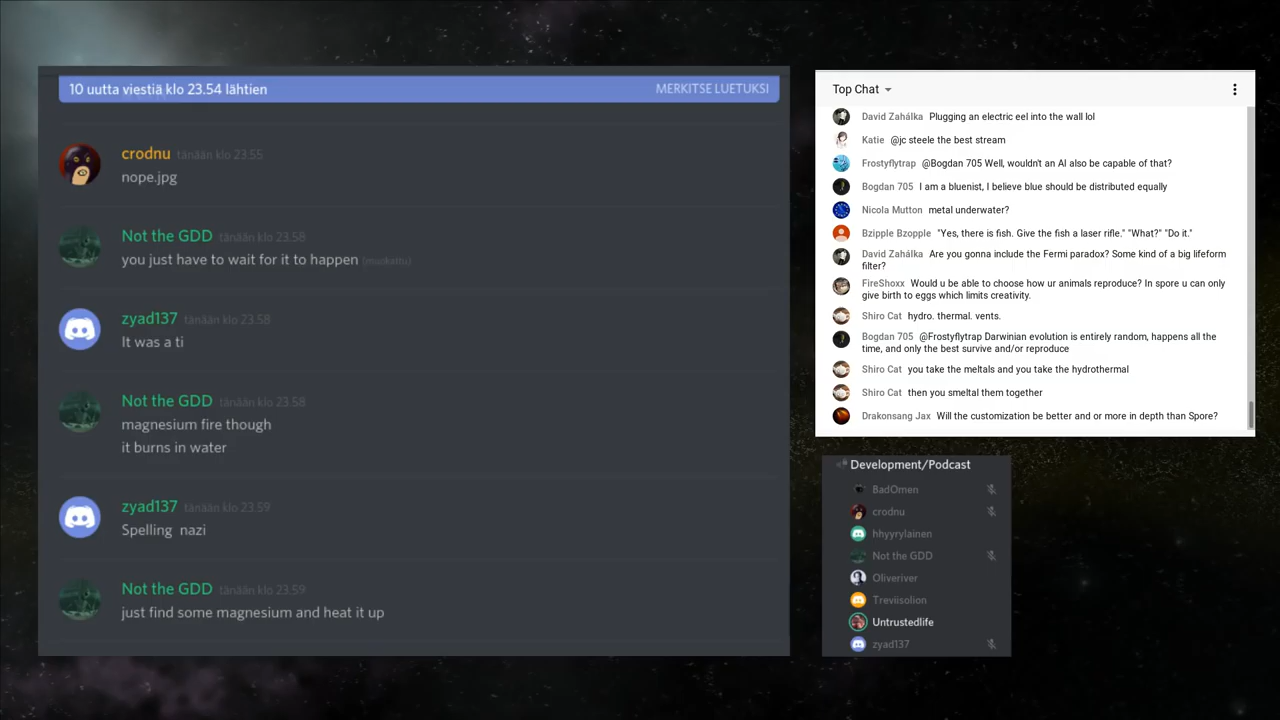 10 uutta viestiä klo 23.54 lähtien
MERKITSE LUETUKSI
crodnu tänään klo 23.55
nope.jpg
Not the GDD tänään klo 23.58
you just have to wait for it to happen (muokattu)
zyad137 tänään klo 23.58
It was a ti
Not the GDD tänään klo 23.58
magnesium fire though
it burns in water
zyad137 tänään klo 23.59
Spelling nazi
Not the GDD tänään klo 23.59
just find some magnesium and heat it up
Top Chat
David Zahálka Plugging an electric eel into the wall lol
Katie @jc steele the best stream
Frostyflytrap @Bogdan 705 Well, wouldn't an AI also be capable of that?
Bogdan 705 I am a bluenist, I believe blue should be distributed equally
Nicola Mutton metal underwater?
Bzipple Bzopple "Yes, there is fish. Give the fish a laser rifle." "What?" "Do it."
David Zahálka Are you gonna include the Fermi paradox? Some kind of a big lifeform
filter?
FireShoxx Would u be able to choose how ur animals reproduce? In spore u can only
give birth to eggs which limits creativity.
Shiro Cat hydro. thermal. vents.
Bogdan 705 @Frostyflytrap Darwinian evolution is entirely random, happens all the
time, and only the best survive and/or reproduce
Shiro Cat you take the meltals and you take the hydrothermal
Shiro Cat then you smeltal them together
Drakonsang Jax Will the customization be better and or more in depth than Spore?
Development/Podcast
BadOmen
crodnu
hhyyrylainen
Not the GDD
Oliveriver
Treviisolion
Untrustedlife
zyad137